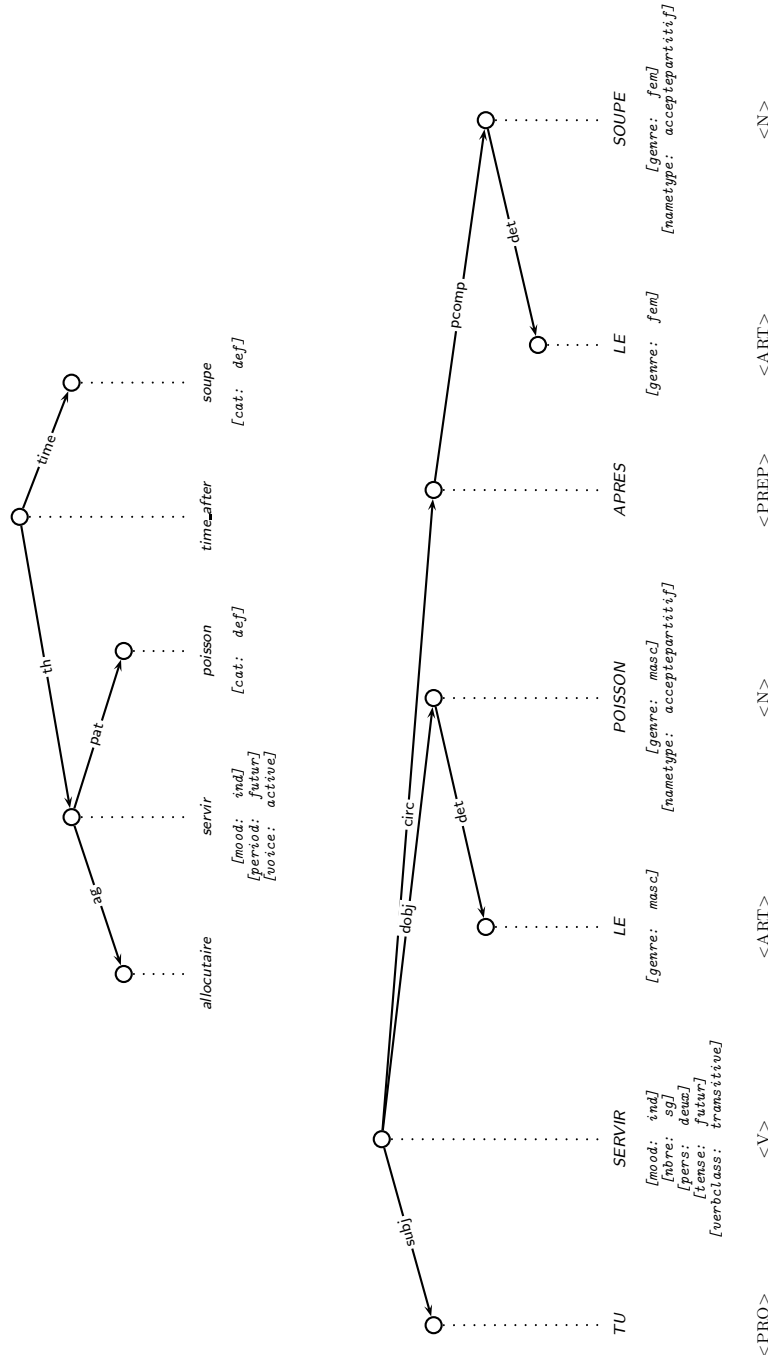 time
th
pat
ag
allocutaire servir poisson time_after soupe
[mood: ind] [cat: def] [cat: def]
[period: futur]
[voice: active]
circ
pcomp
dobj
subj
det
det
TU SERVIR LE POISSON APRES LE SOUPE
[mood: ind] [genre: masc] [genre: masc] [genre: fem] [genre: fem]
[nbre: sg] [nametype: acceptepartitif] [nametype: acceptepartitif]
[pers: deux]
[tense: futur]
[verbclass: transitive]
<PRO> <V> <ART> <N> <PREP> <ART> <N>